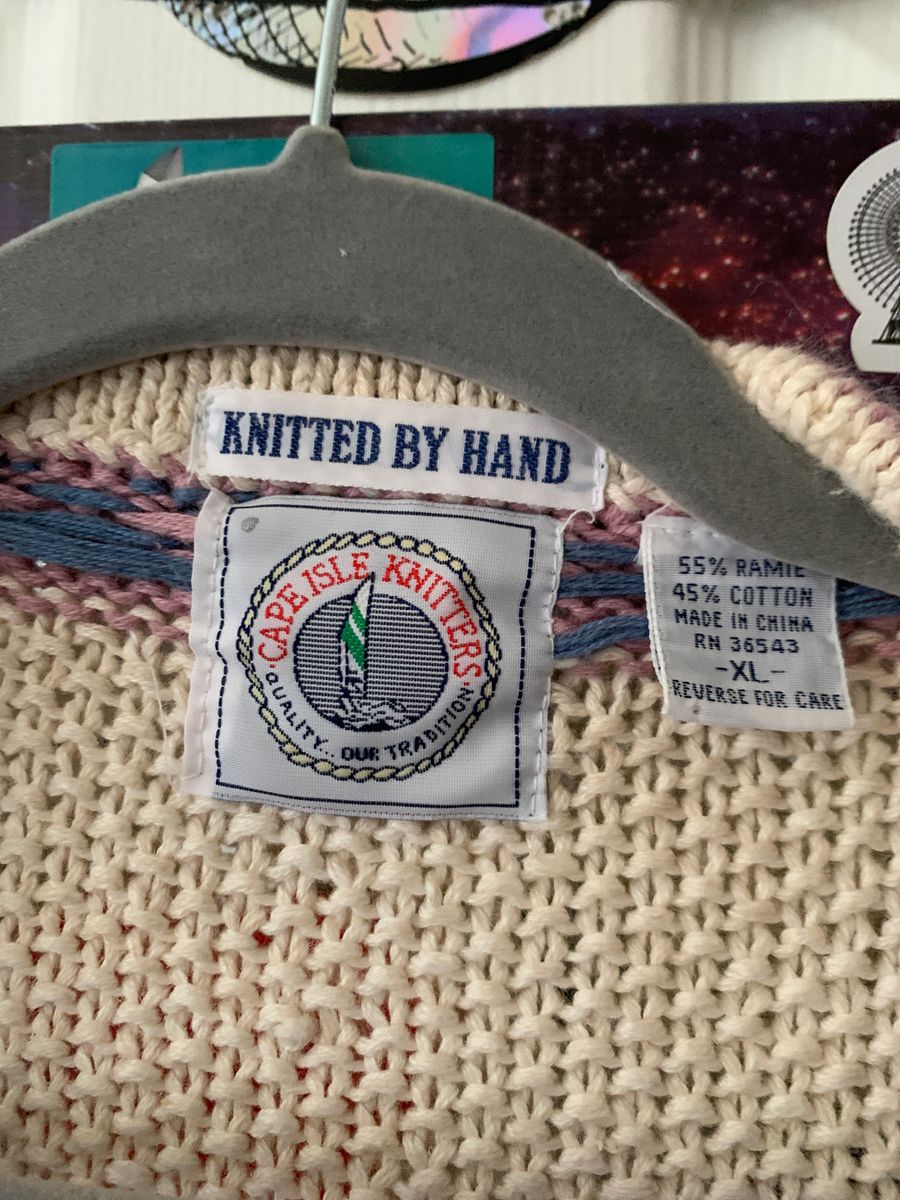 KNITTED BY HAND
CAPE ISLE KNITTERS
QUALITY.. OUR TRADITION
55% RAMIE
45% COTTON
MADE IN CHINA
RN 36543
-XL-
REVERSE FOR CARE